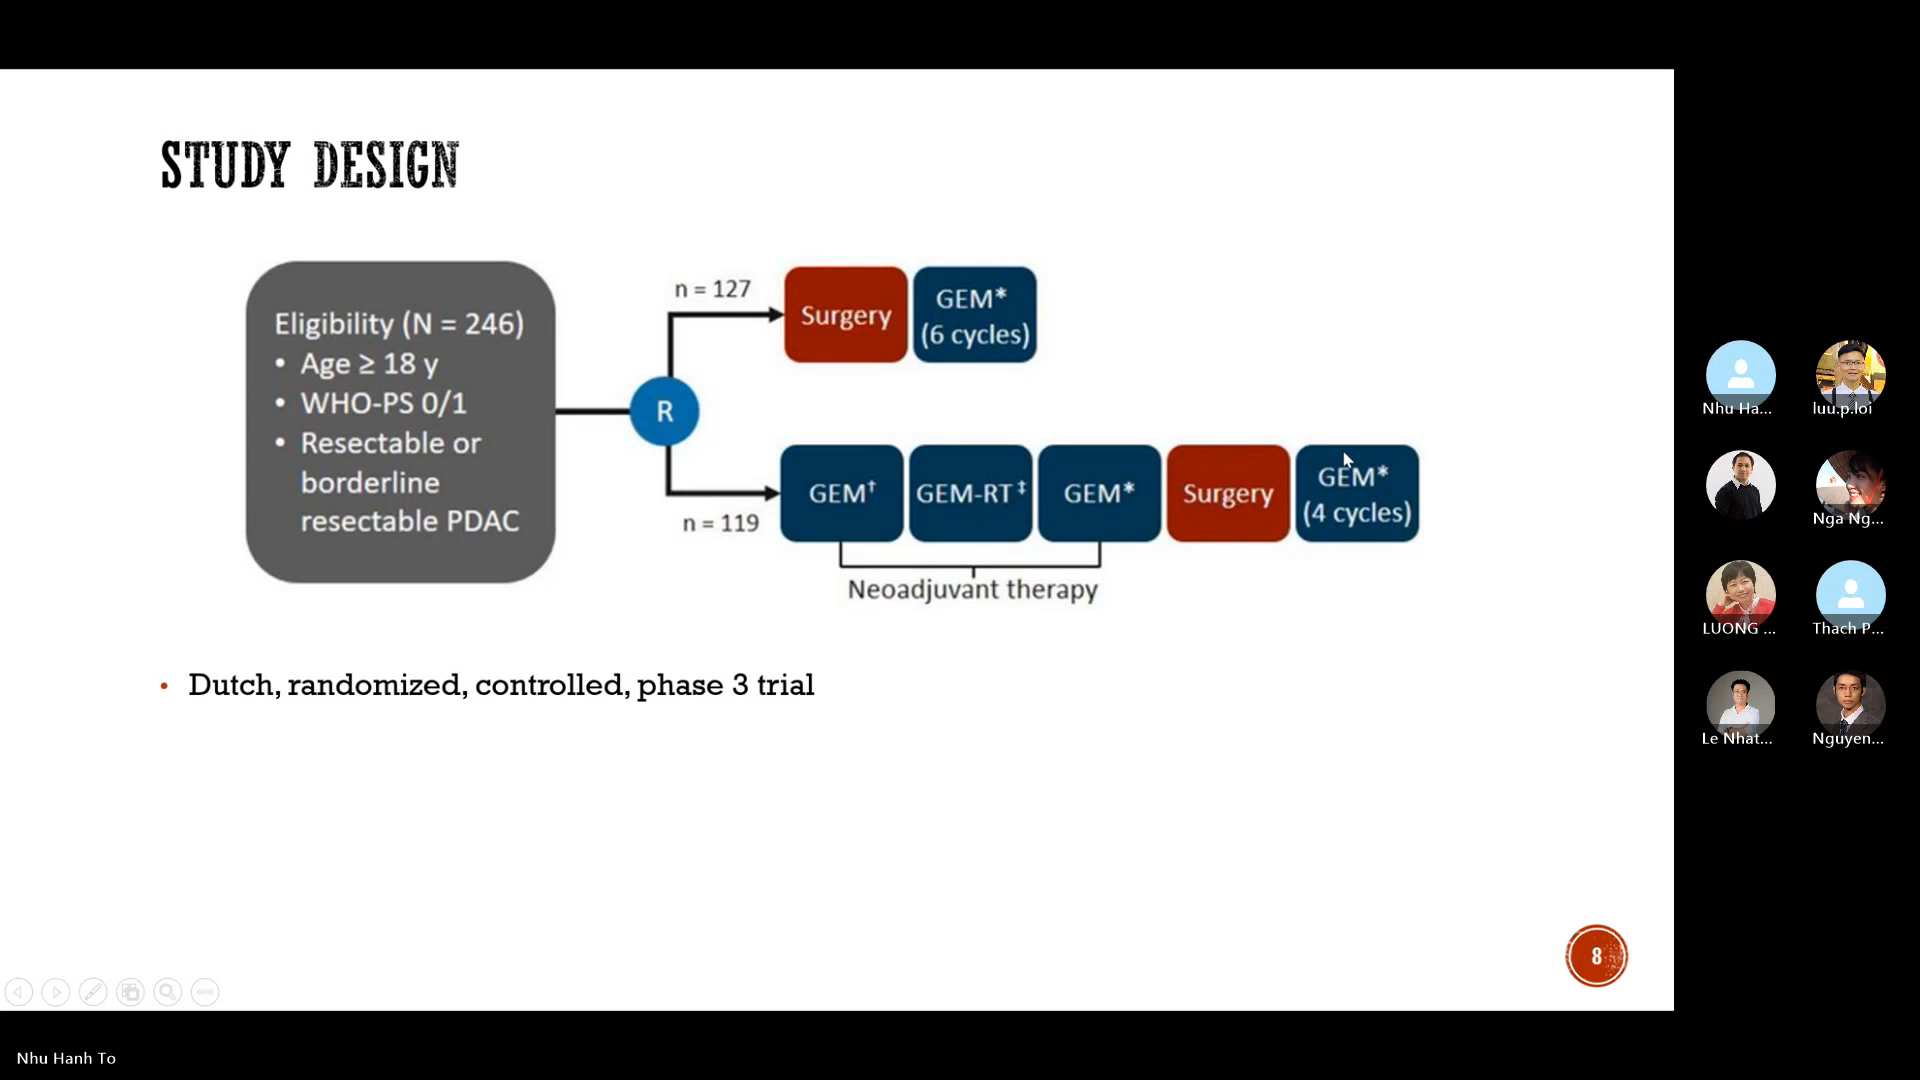 STUDY DESIGN
Eligibility (N = 246)
• Age ≥ 18 y
• WHO-PS 0/1
• Resectable or
borderline
resectable PDAC
R
n = 127
Surgery
GEM*
(6 cycles)
n = 119
GEM†
GEM-RT‡
GEM*
Surgery
GEM*
(4 cycles)
Neoadjuvant therapy
• Dutch, randomized, controlled, phase 3 trial
8
Nhu Ha...
luu.p.loi
Nga Ng...
LUONG ...
Thach P...
Le Nhat...
Nguyen...
Nhu Hanh To